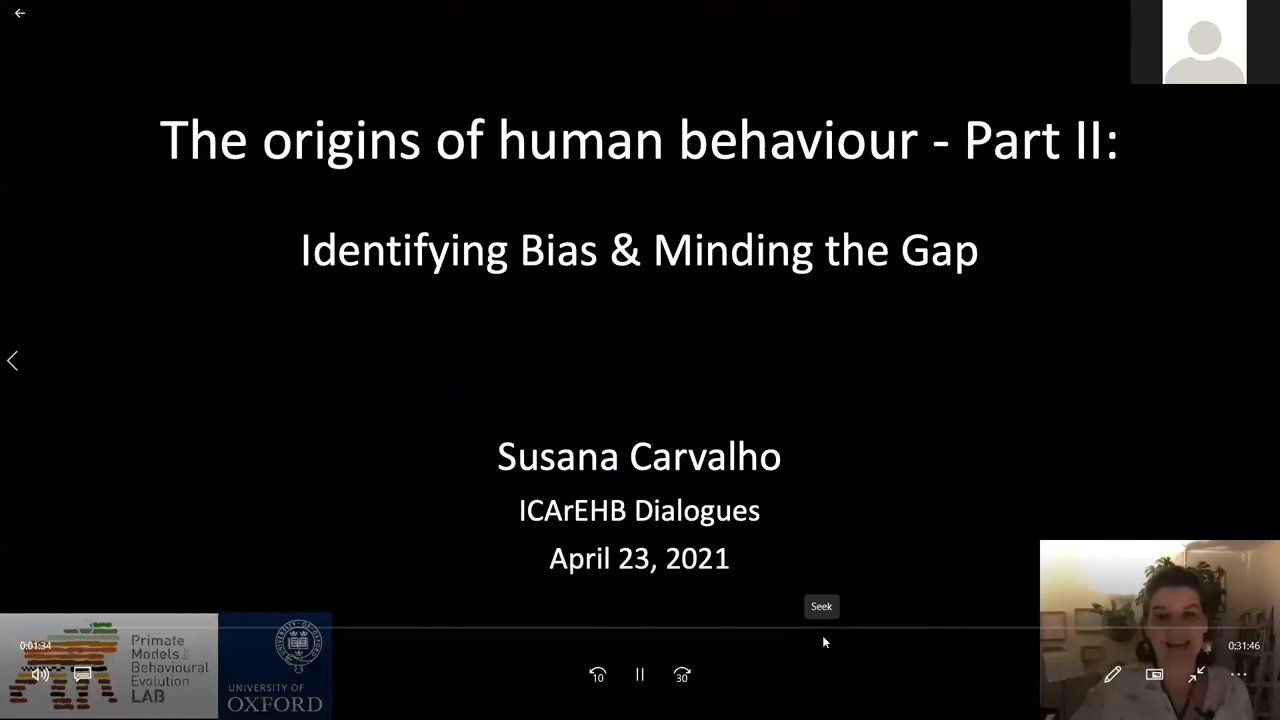 The origins of human behaviour - Part II:
Identifying Bias & Minding the Gap
Susana Carvalho
ICArEHB Dialogues
April 23, 2021
Seek
0:01:34
0:31:46
Primate
Models for
Behavioural
Evolution
LAB
UNIVERSITY OF
OXFORD
10
30